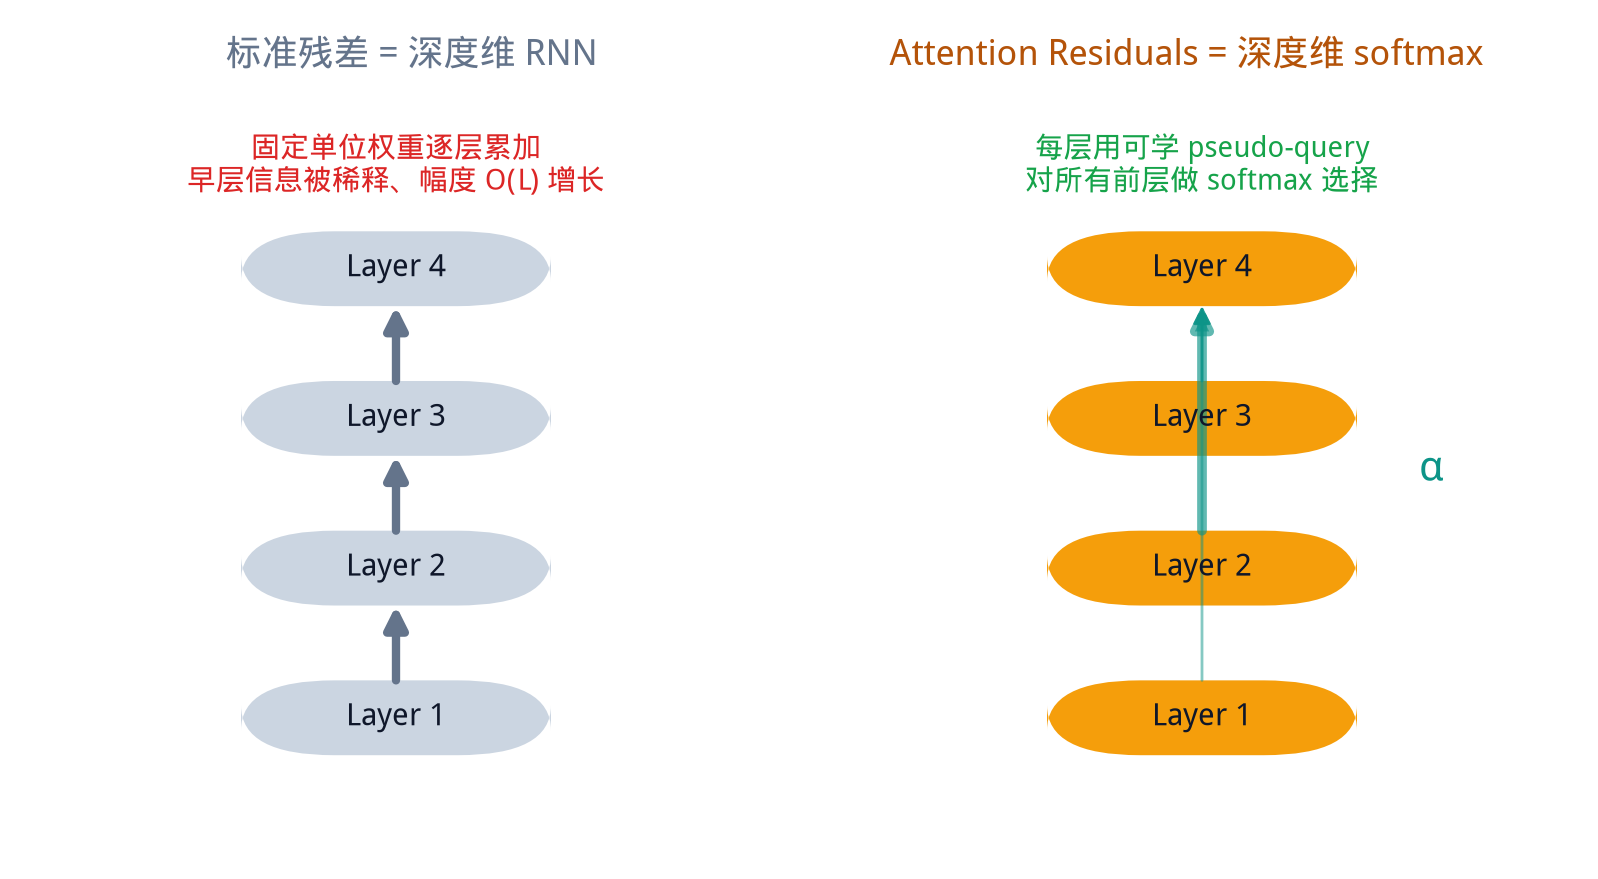 标准残差 = 深度维 RNN
固定单位权重逐层累加
早层信息被稀释、幅度 O(L) 增长
Layer 4
Layer 3
Layer 2
Layer 1
Attention Residuals = 深度维 softmax
每层用可学 pseudo-query
对所有前层做 softmax 选择
Layer 4
Layer 3
α
Layer 2
Layer 1